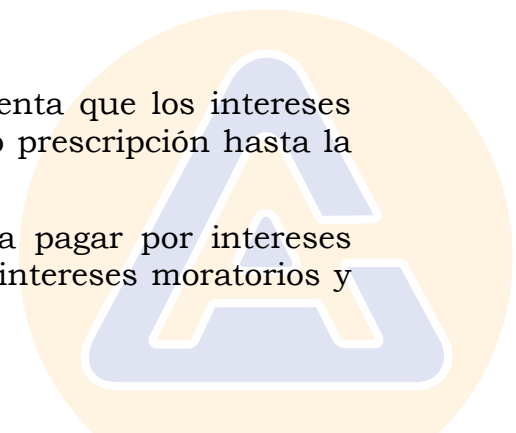 enta que los intereses
prescripción hasta la
a pagar por intereses
intereses moratorios y